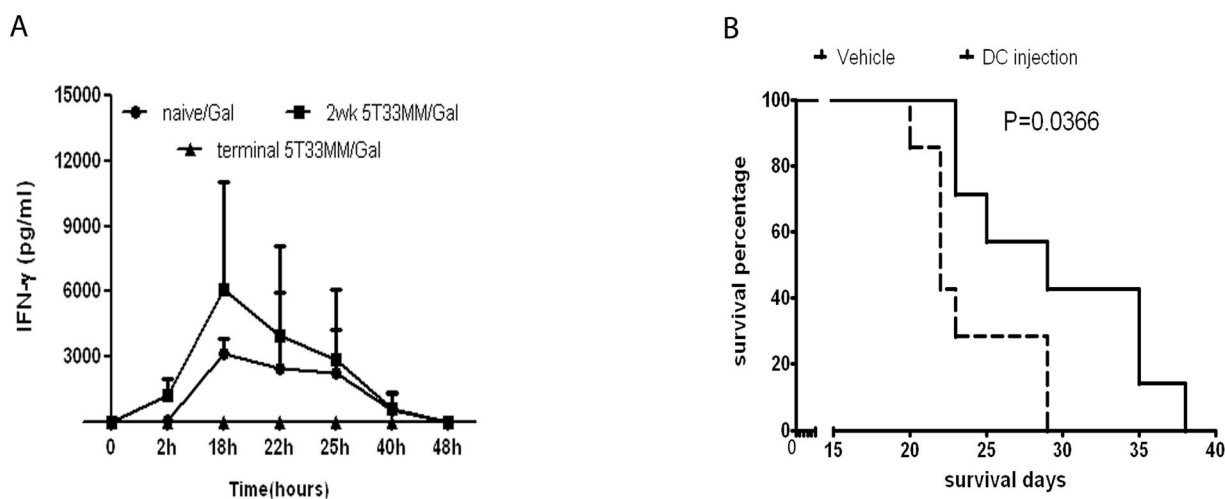 A
15000
12000
9000
6000
3000
0
IFN-γ (pg/ml)
naive/Gal
2wk 5T33MM/Gal
terminal 5T33MM/Gal
0 2h 18h 22h 25h 40h 48h
Time(hours)
B
Vehicle
DC injection
P=0.0366
100
80
60
40
20
0
survival percentage
0 15 20 25 30 35 40
survival days